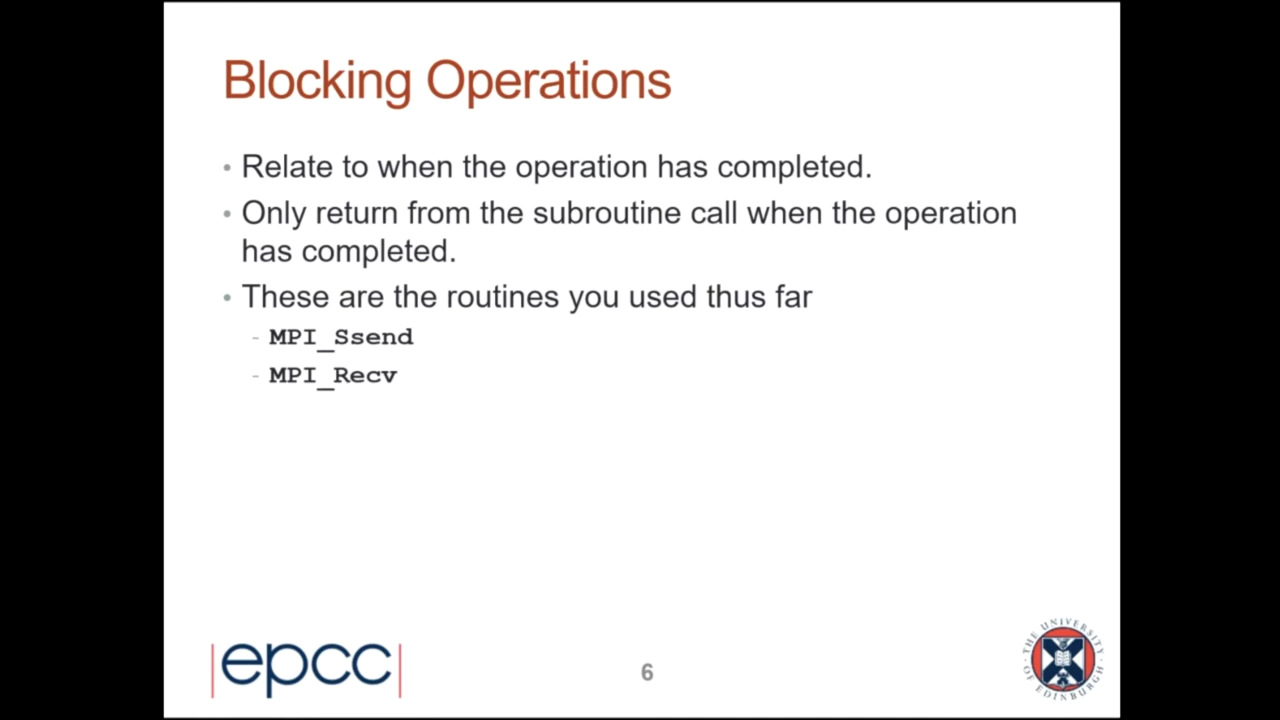 Blocking Operations
• Relate to when the operation has completed.
• Only return from the subroutine call when the operation
has completed.
• These are the routines you used thus far
- MPI_Ssend
- MPI_Recv
|epcc|
6
THE UNIVERSITY OF EDINBURGH